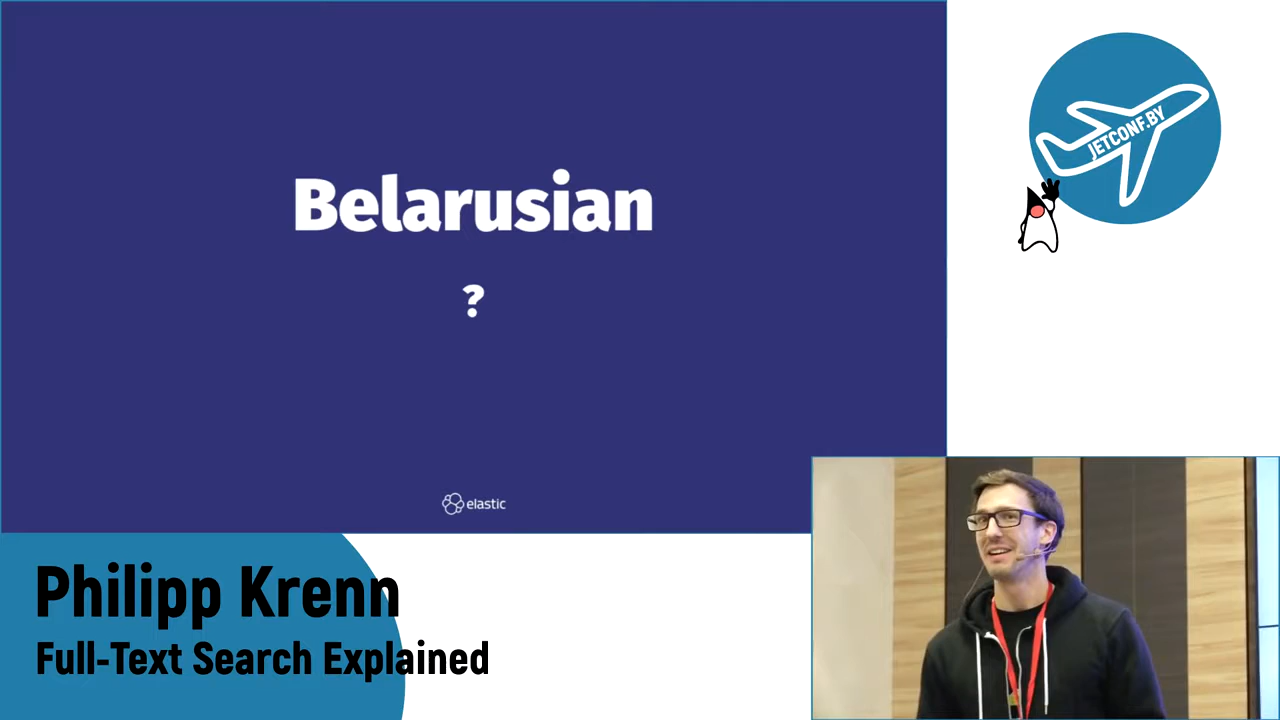 Belarusian
?
elastic
JETCONF.BY
Philipp Krenn
Full-Text Search Explained